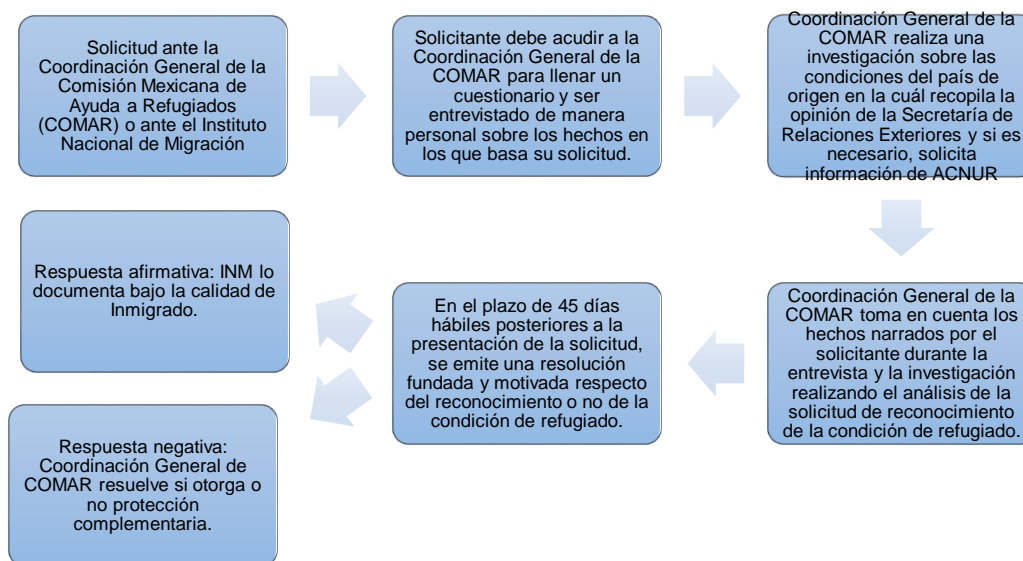 Solicitud ante la
Coordinación General de la
Comisión Mexicana de
Ayuda a Refugiados
(COMAR) o ante el Instituto
Nacional de Migración
Solicitante debe acudir a la
Coordinación General de la
COMAR para llenar un
cuestionario y ser
entrevistado de manera
personal sobre los hechos en
los que basa su solicitud.
Coordinación General de la
COMAR realiza una
investigación sobre las
condiciones del país de
origen en la cuál recopila la
opinión de la Secretaría de
Relaciones Exteriores y si es
necesario, solicita
información de ACNUR
Coordinación General de la
COMAR toma en cuenta los
hechos narrados por el
solicitante durante la
entrevista y la investigación
realizando el análisis de la
solicitud de reconocimiento
de la condición de refugiado.
En el plazo de 45 días
hábiles posteriores a la
presentación de la solicitud,
se emite una resolución
fundada y motivada respecto
del reconocimiento o no de la
condición de refugiado.
Respuesta afirmativa: INM lo
documenta bajo la calidad de
Inmigrado.
Respuesta negativa:
Coordinación General de
COMAR resuelve si otorga o
no protección
complementaria.